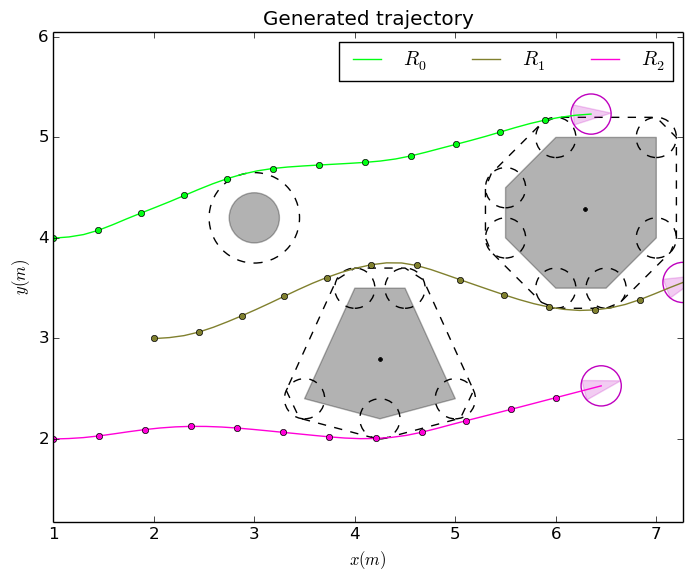 Generated trajectory
R₀ R₁ R₂
6
5
4
3
2
y(m)
1 2 3 4 5 6 7
x(m)